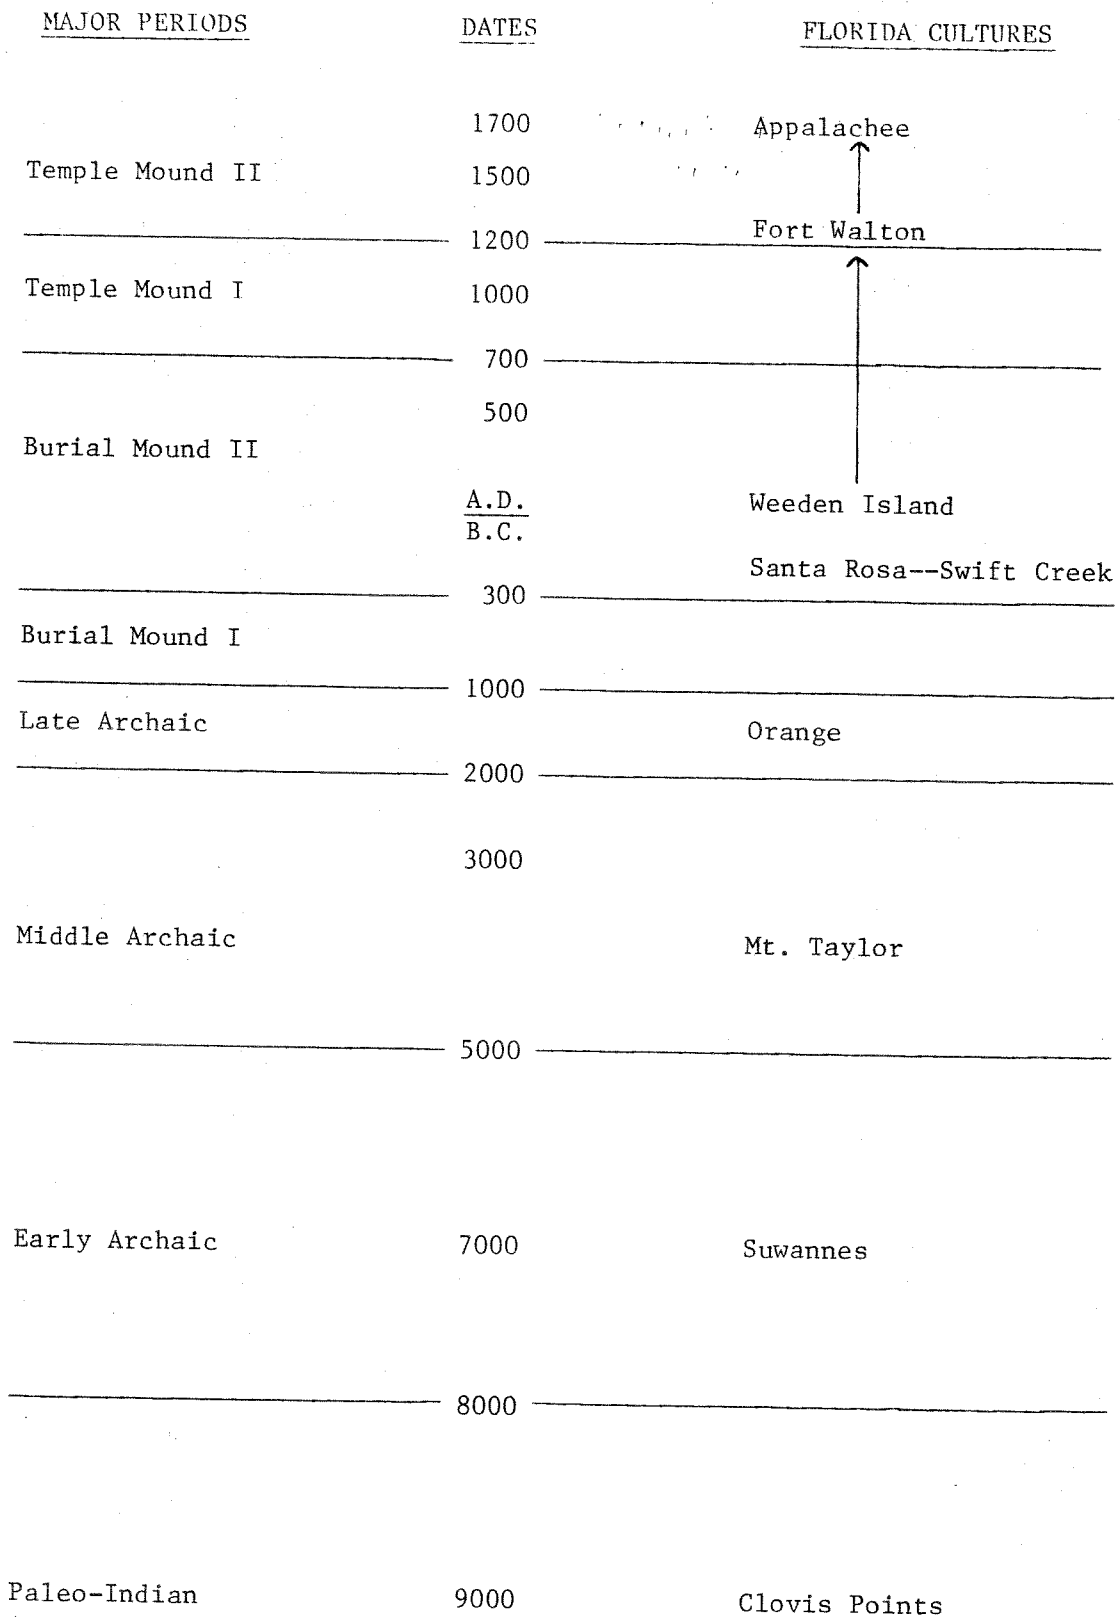 MAJOR PERIODS DATES FLORIDA CULTURES
1700 Appalachee
Temple Mound II 1500
1200 Fort Walton
Temple Mound I 1000
700
500
Burial Mound II
A.D. Weeden Island
B.C.
Santa Rosa--Swift Creek
300
Burial Mound I
1000
Late Archaic Orange
2000
3000
Middle Archaic Mt. Taylor
5000
Early Archaic 7000 Suwannes
8000
Paleo-Indian 9000 Clovis Points